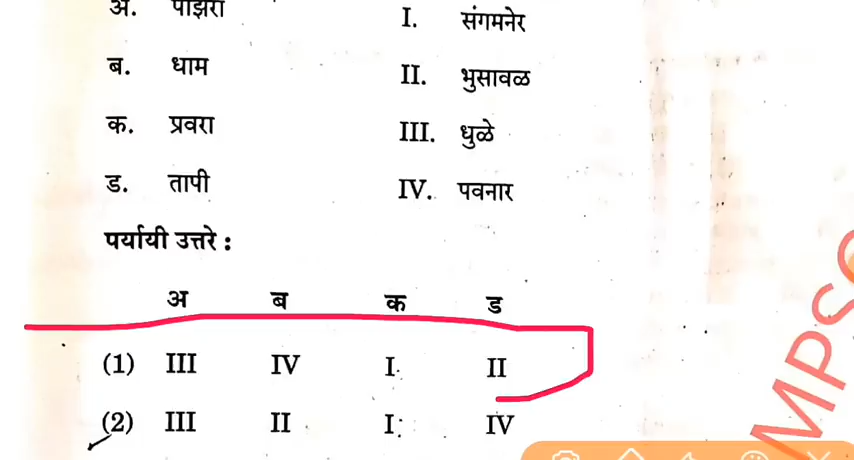 अ. पांझरा I. संगमनेर
ब. धाम II. भुसावळ
क. प्रवरा III. धुळे
ड. तापी IV. पवनार
पर्यायी उत्तरे :
अ ब क ड
(1) III IV I II
(2) III II I IV
MPSC